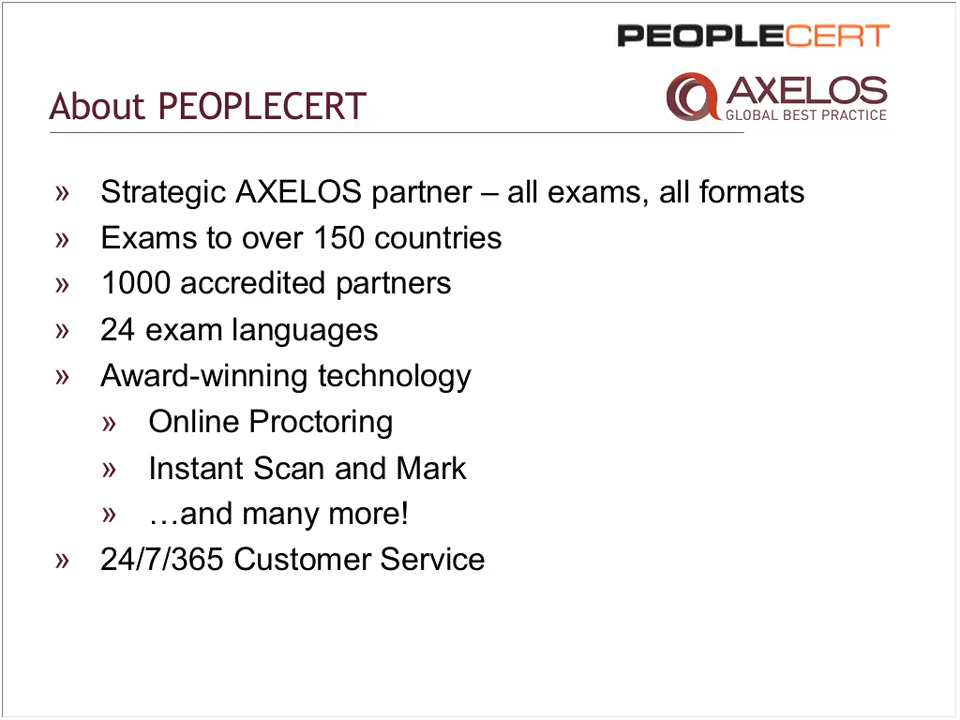 PEOPLECERT
About PEOPLECERT
AXELOS
GLOBAL BEST PRACTICE
» Strategic AXELOS partner – all exams, all formats
» Exams to over 150 countries
» 1000 accredited partners
» 24 exam languages
» Award-winning technology
» Online Proctoring
» Instant Scan and Mark
» …and many more!
» 24/7/365 Customer Service